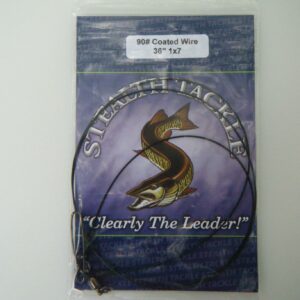 90# Coated Wire
36" 1x7
STEALTH TACKLE
"Clearly The Leader!"